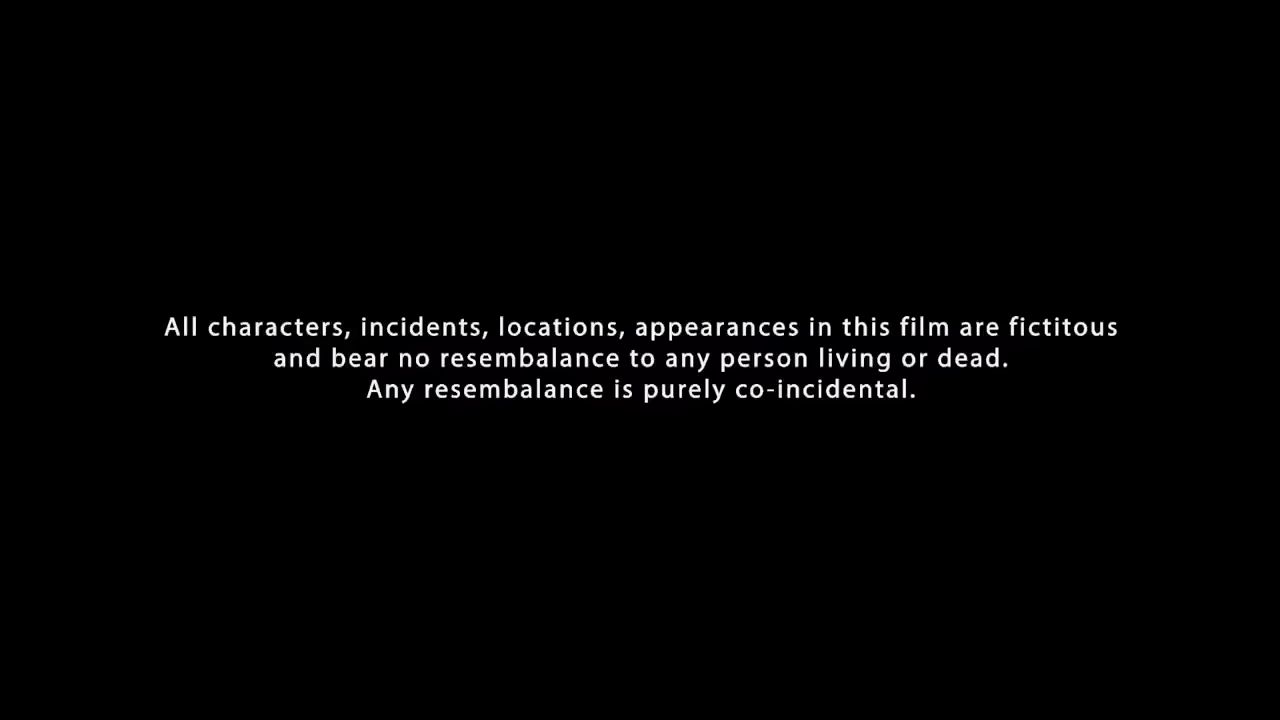 All characters, incidents, locations, appearances in this film are fictitous
and bear no resembalance to any person living or dead.
Any resembalance is purely co-incidental.